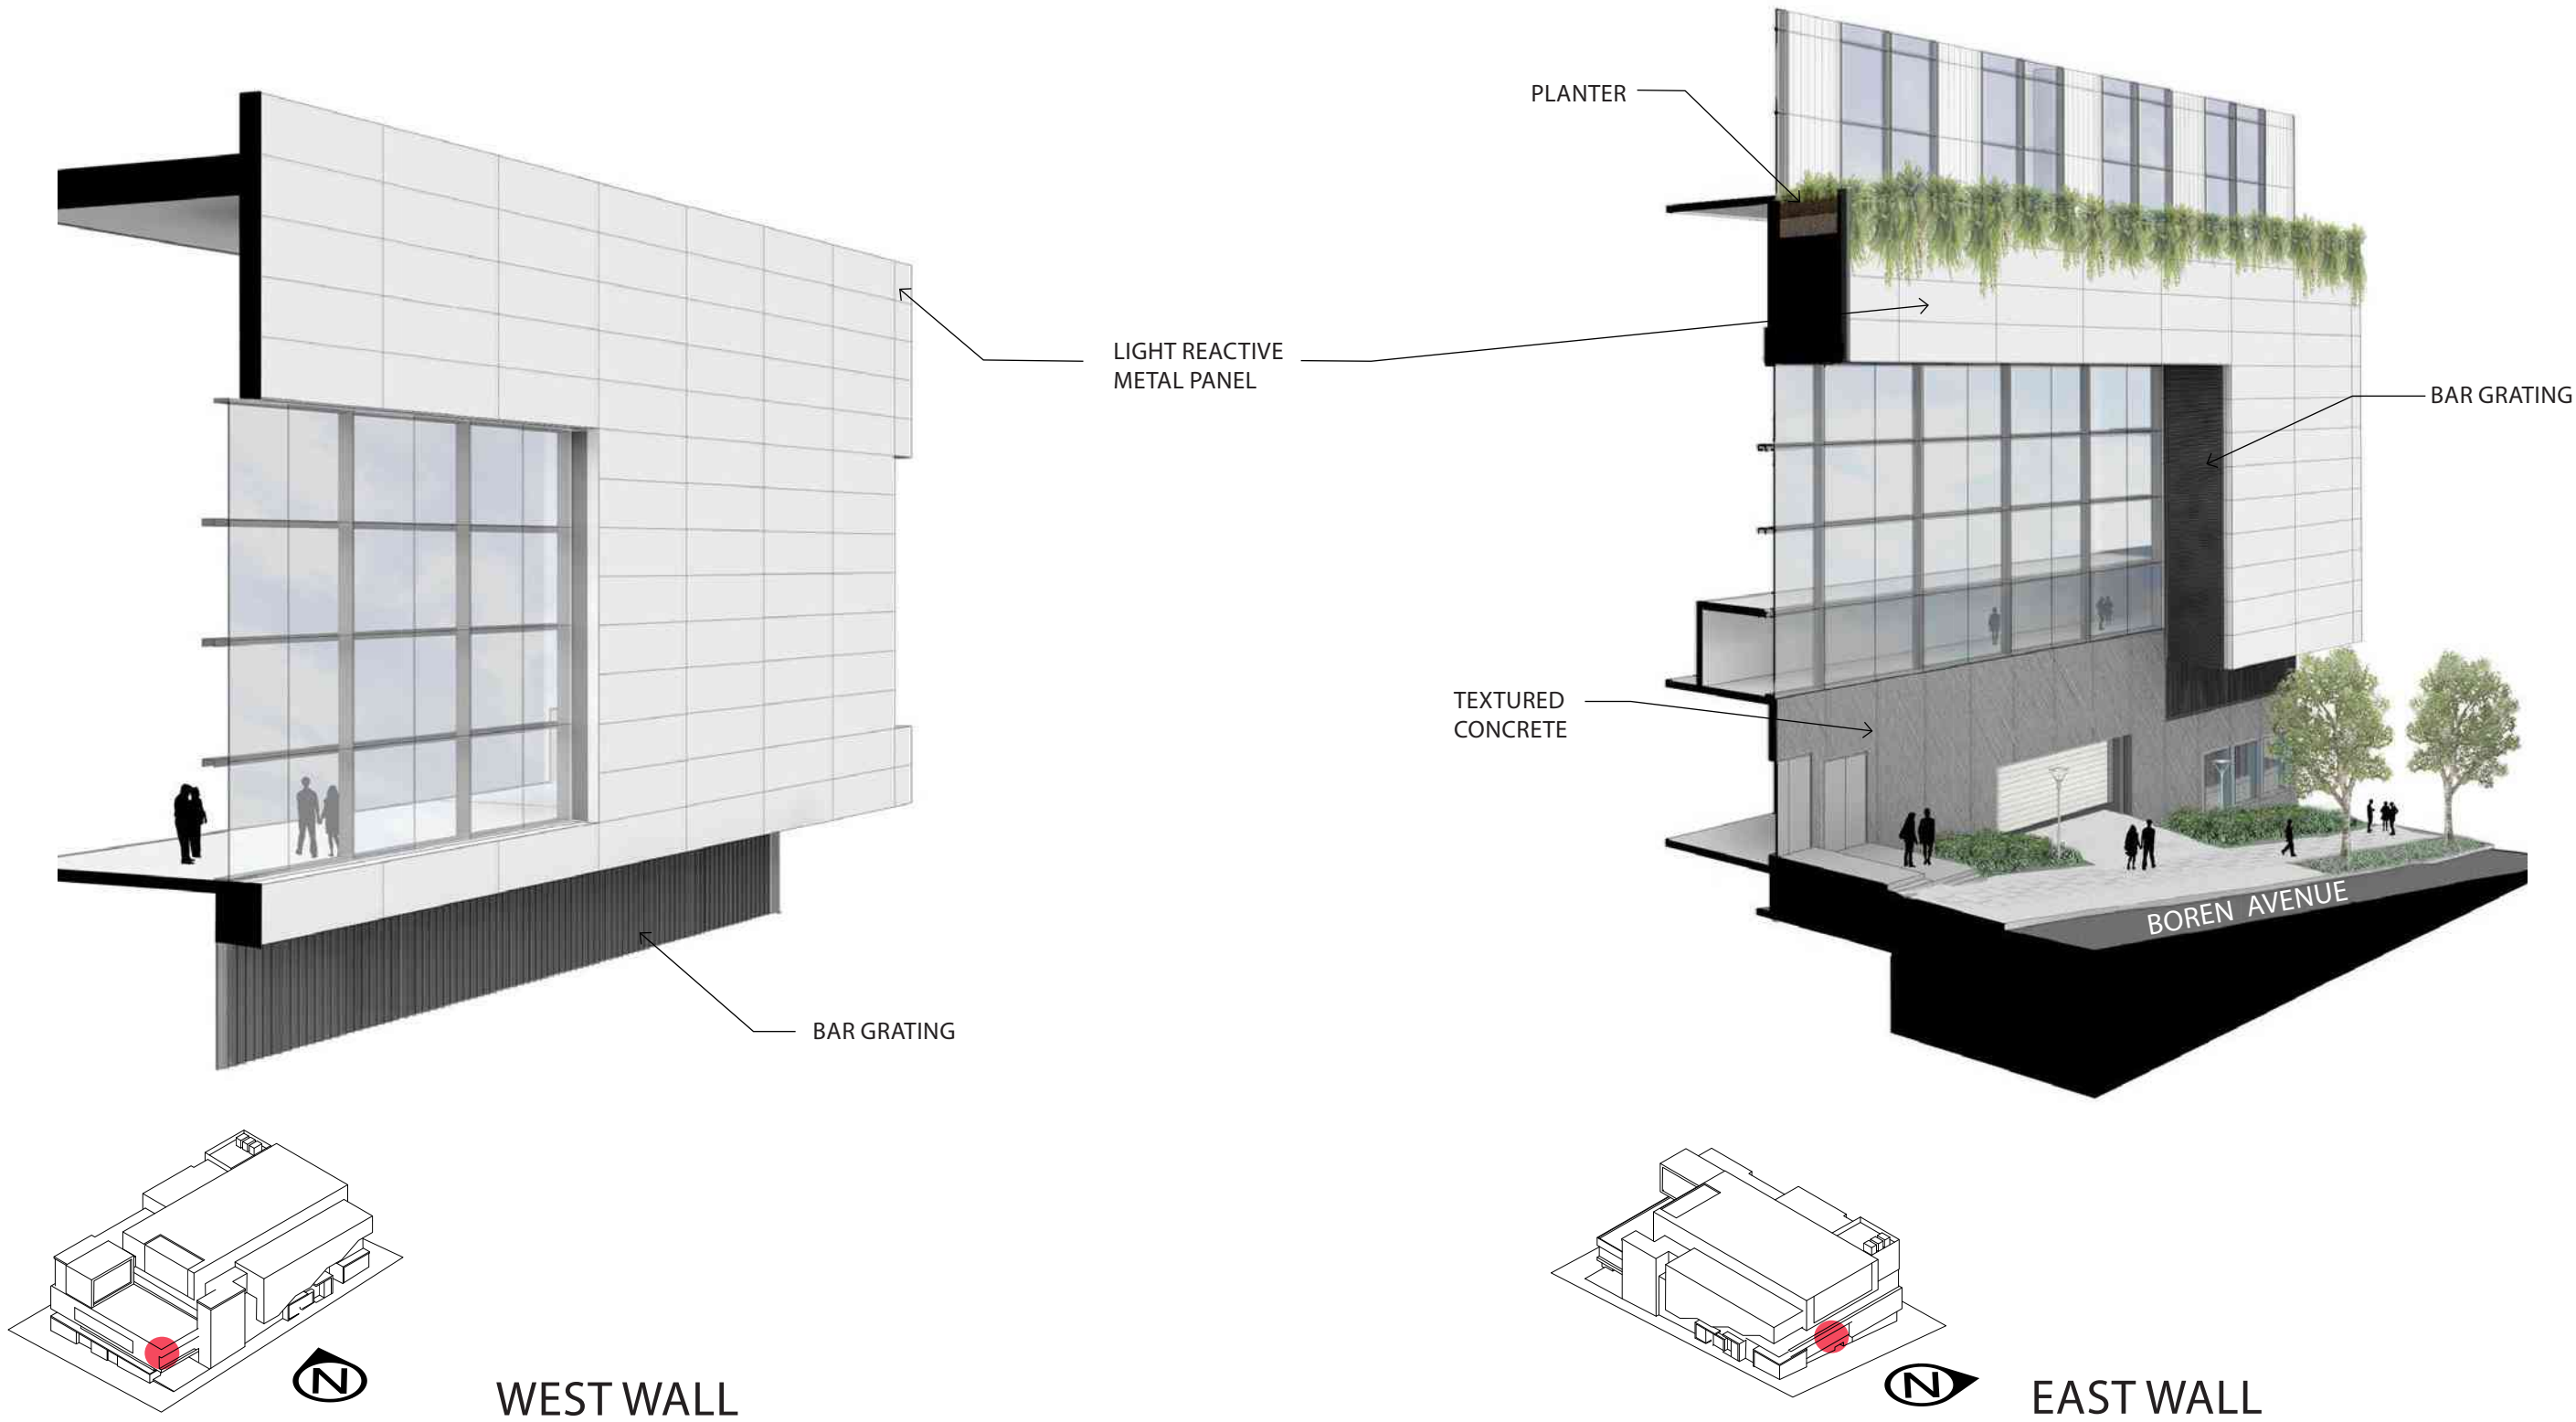 PLANTER
LIGHT REACTIVE
METAL PANEL
BAR GRATING
TEXTURED
CONCRETE
BOREN AVENUE
BAR GRATING
N
WEST WALL
N
EAST WALL